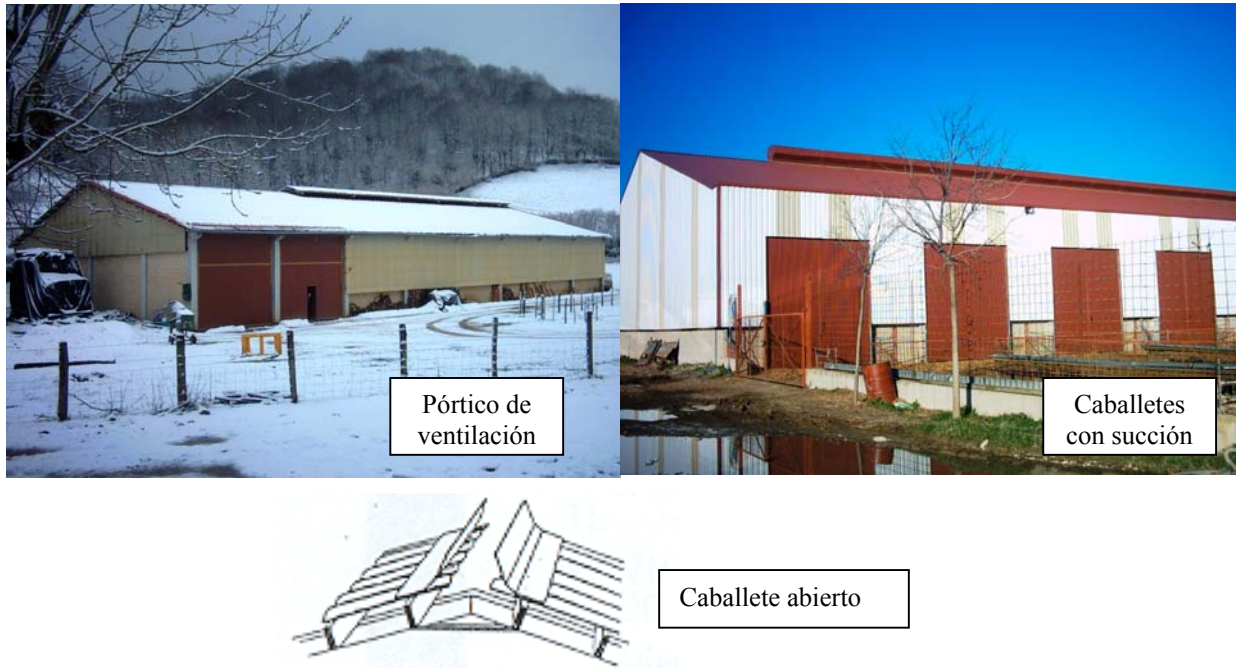 Pórtico de
ventilación
Caballetes
con succión
Caballete abierto